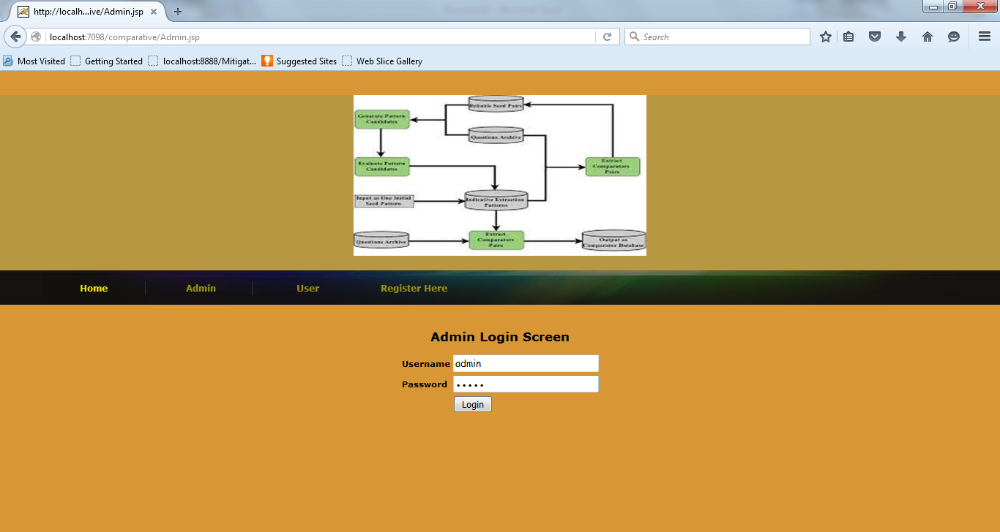 http://localh...ive/Admin.jsp
localhost:7098/comparative/Admin.jsp
Search
Most Visited
Getting Started
localhost:8888/Mitigat...
Suggested Sites
Web Slice Gallery
Reliable Seed Pairs
Generate Pattern
Candidates
Questions Archive
Evaluate Pattern
Candidates
Extract
Comparators
Pairs
Input as One Initial
Seed Pattern
Indicative Extraction
Patterns
Questions Archive
Extract
Comparators
Pairs
Output as
Comparator Database
Home
Admin
User
Register Here
Admin Login Screen
Username
admin
Password
Login